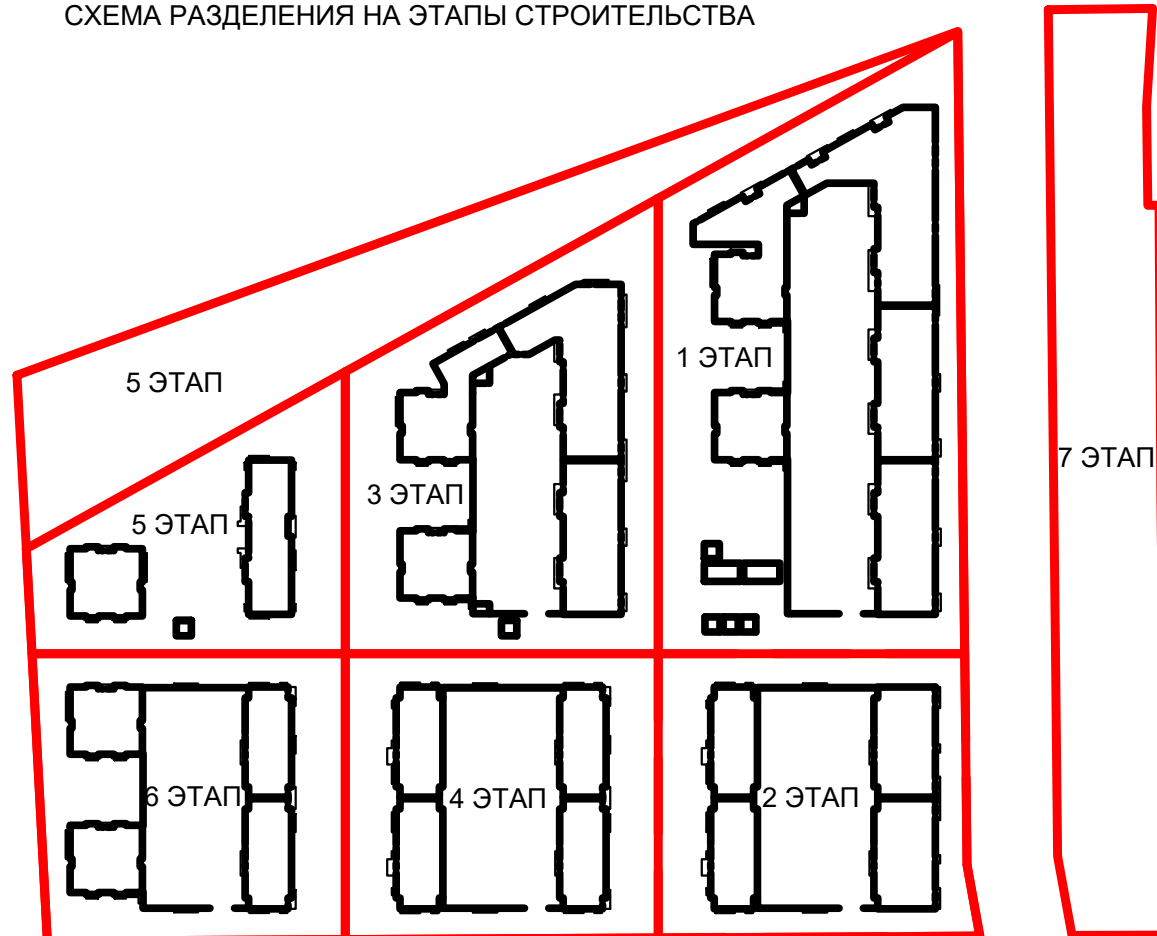 СХЕМА РАЗДЕЛЕНИЯ НА ЭТАПЫ СТРОИТЕЛЬСТВА
1 ЭТАП
5 ЭТАП
7 ЭТАП
3 ЭТАП
5 ЭТАП
6 ЭТАП
4 ЭТАП
2 ЭТАП